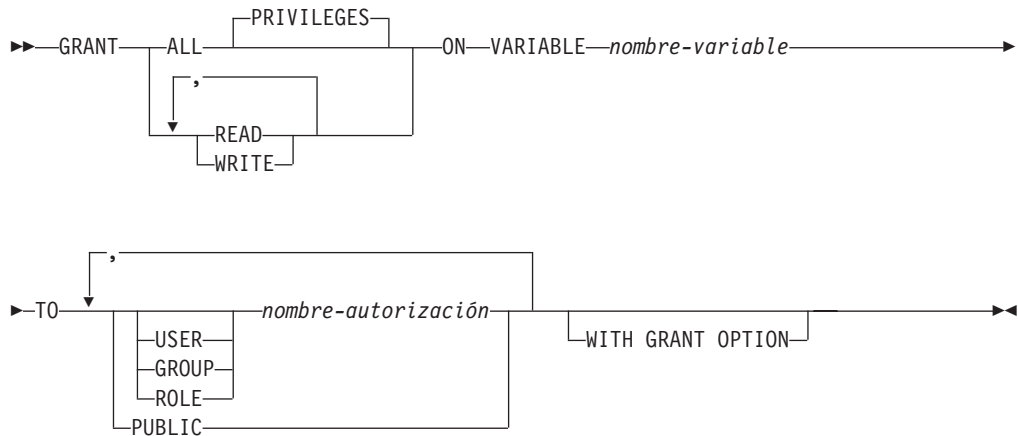 PRIVILEGES
GRANT ALL ON VARIABLE nombre-variable
,
READ
WRITE
,
TO nombre-autorización
USER WITH GRANT OPTION
GROUP
ROLE
PUBLIC